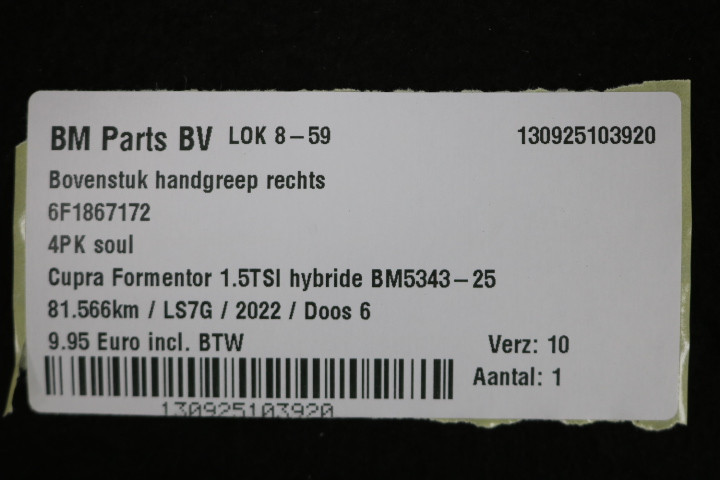 BM Parts BV LOK 8-59 130925103920
Bovenstuk handgreep rechts
6F1867172
4PK soul
Cupra Formentor 1.5TSI hybride BM5343-25
81.566km / LS7G / 2022 / Doos 6
9.95 Euro incl. BTW Verz: 10
Aantal: 1
130925103920